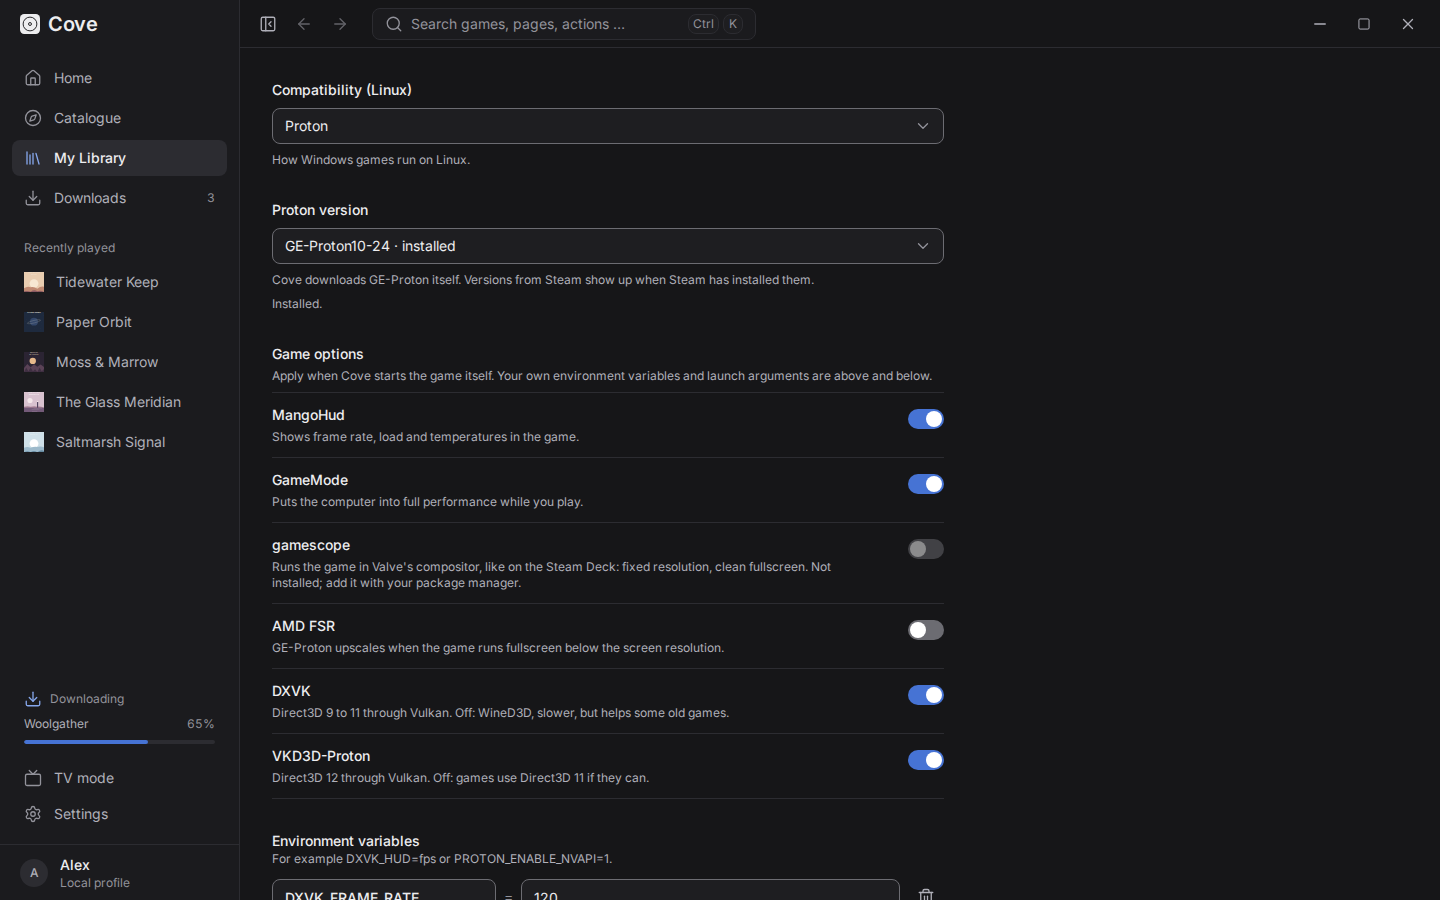 Cove
Search games, pages, actions ...
Ctrl
K
Home
Catalogue
My Library
Downloads
3
Recently played
Tidewater Keep
Paper Orbit
Moss & Marrow
The Glass Meridian
Saltmarsh Signal
Downloading
Woolgather
65%
TV mode
Settings
A
Alex
Local profile
Compatibility (Linux)
Proton
How Windows games run on Linux.
Proton version
GE-Proton10-24 · installed
Cove downloads GE-Proton itself. Versions from Steam show up when Steam has installed them.
Installed.
Game options
Apply when Cove starts the game itself. Your own environment variables and launch arguments are above and below.
MangoHud
Shows frame rate, load and temperatures in the game.
GameMode
Puts the computer into full performance while you play.
gamescope
Runs the game in Valve's compositor, like on the Steam Deck: fixed resolution, clean fullscreen. Not
installed; add it with your package manager.
AMD FSR
GE-Proton upscales when the game runs fullscreen below the screen resolution.
DXVK
Direct3D 9 to 11 through Vulkan. Off: WineD3D, slower, but helps some old games.
VKD3D-Proton
Direct3D 12 through Vulkan. Off: games use Direct3D 11 if they can.
Environment variables
For example DXVK_HUD=fps or PROTON_ENABLE_NVAPI=1.
DXVK_FRAME_RATE
=
120